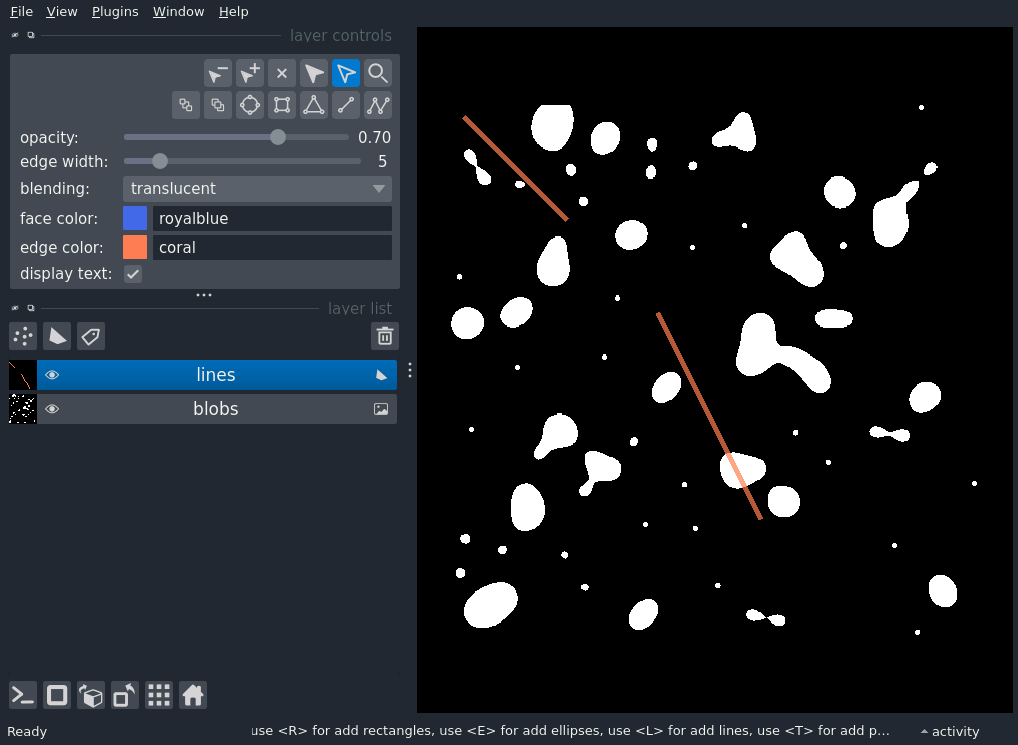 File View Plugins Window Help
layer controls
opacity: 0.70
edge width: 5
blending: translucent
face color: royalblue
edge color: coral
display text:
layer list
lines
blobs
Ready use <R> for add rectangles, use <E> for add ellipses, use <L> for add lines, use <T> for add p... activity